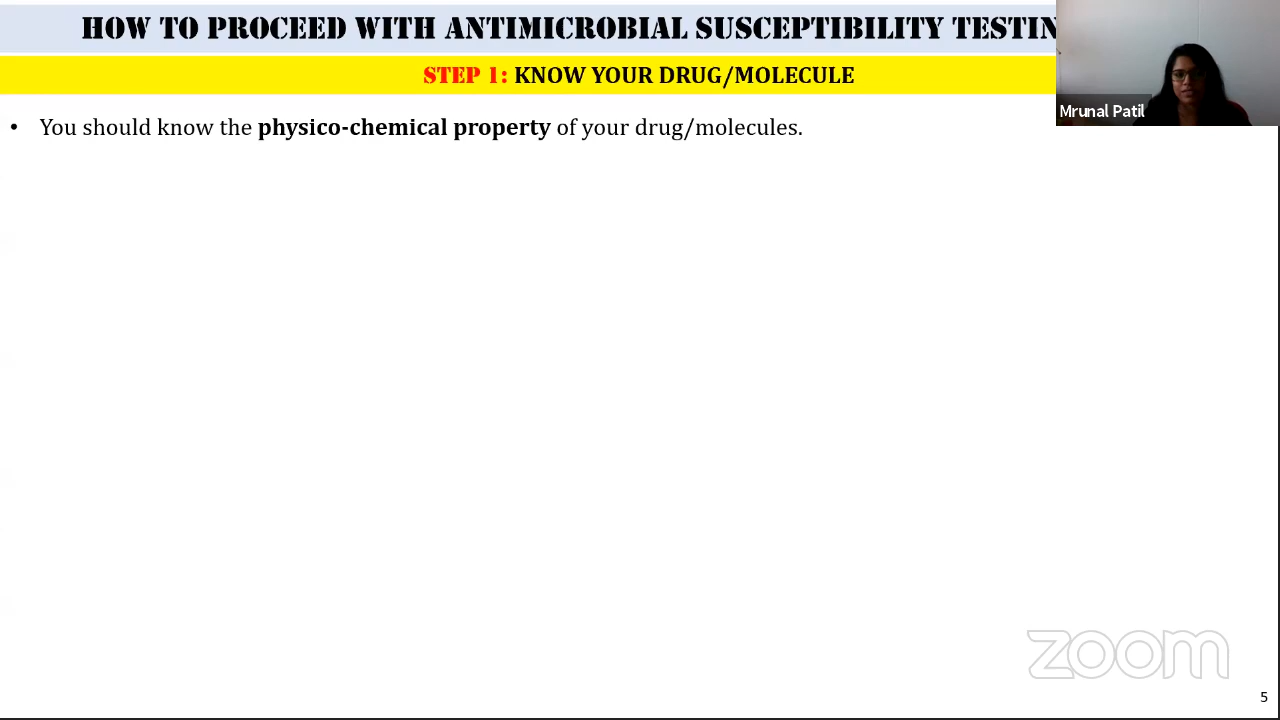 HOW TO PROCEED WITH ANTIMICROBIAL SUSCEPTIBILITY TESTIN
STEP 1: KNOW YOUR DRUG/MOLECULE
Mrunal Patil
• You should know the physico-chemical property of your drug/molecules.
zoom
5